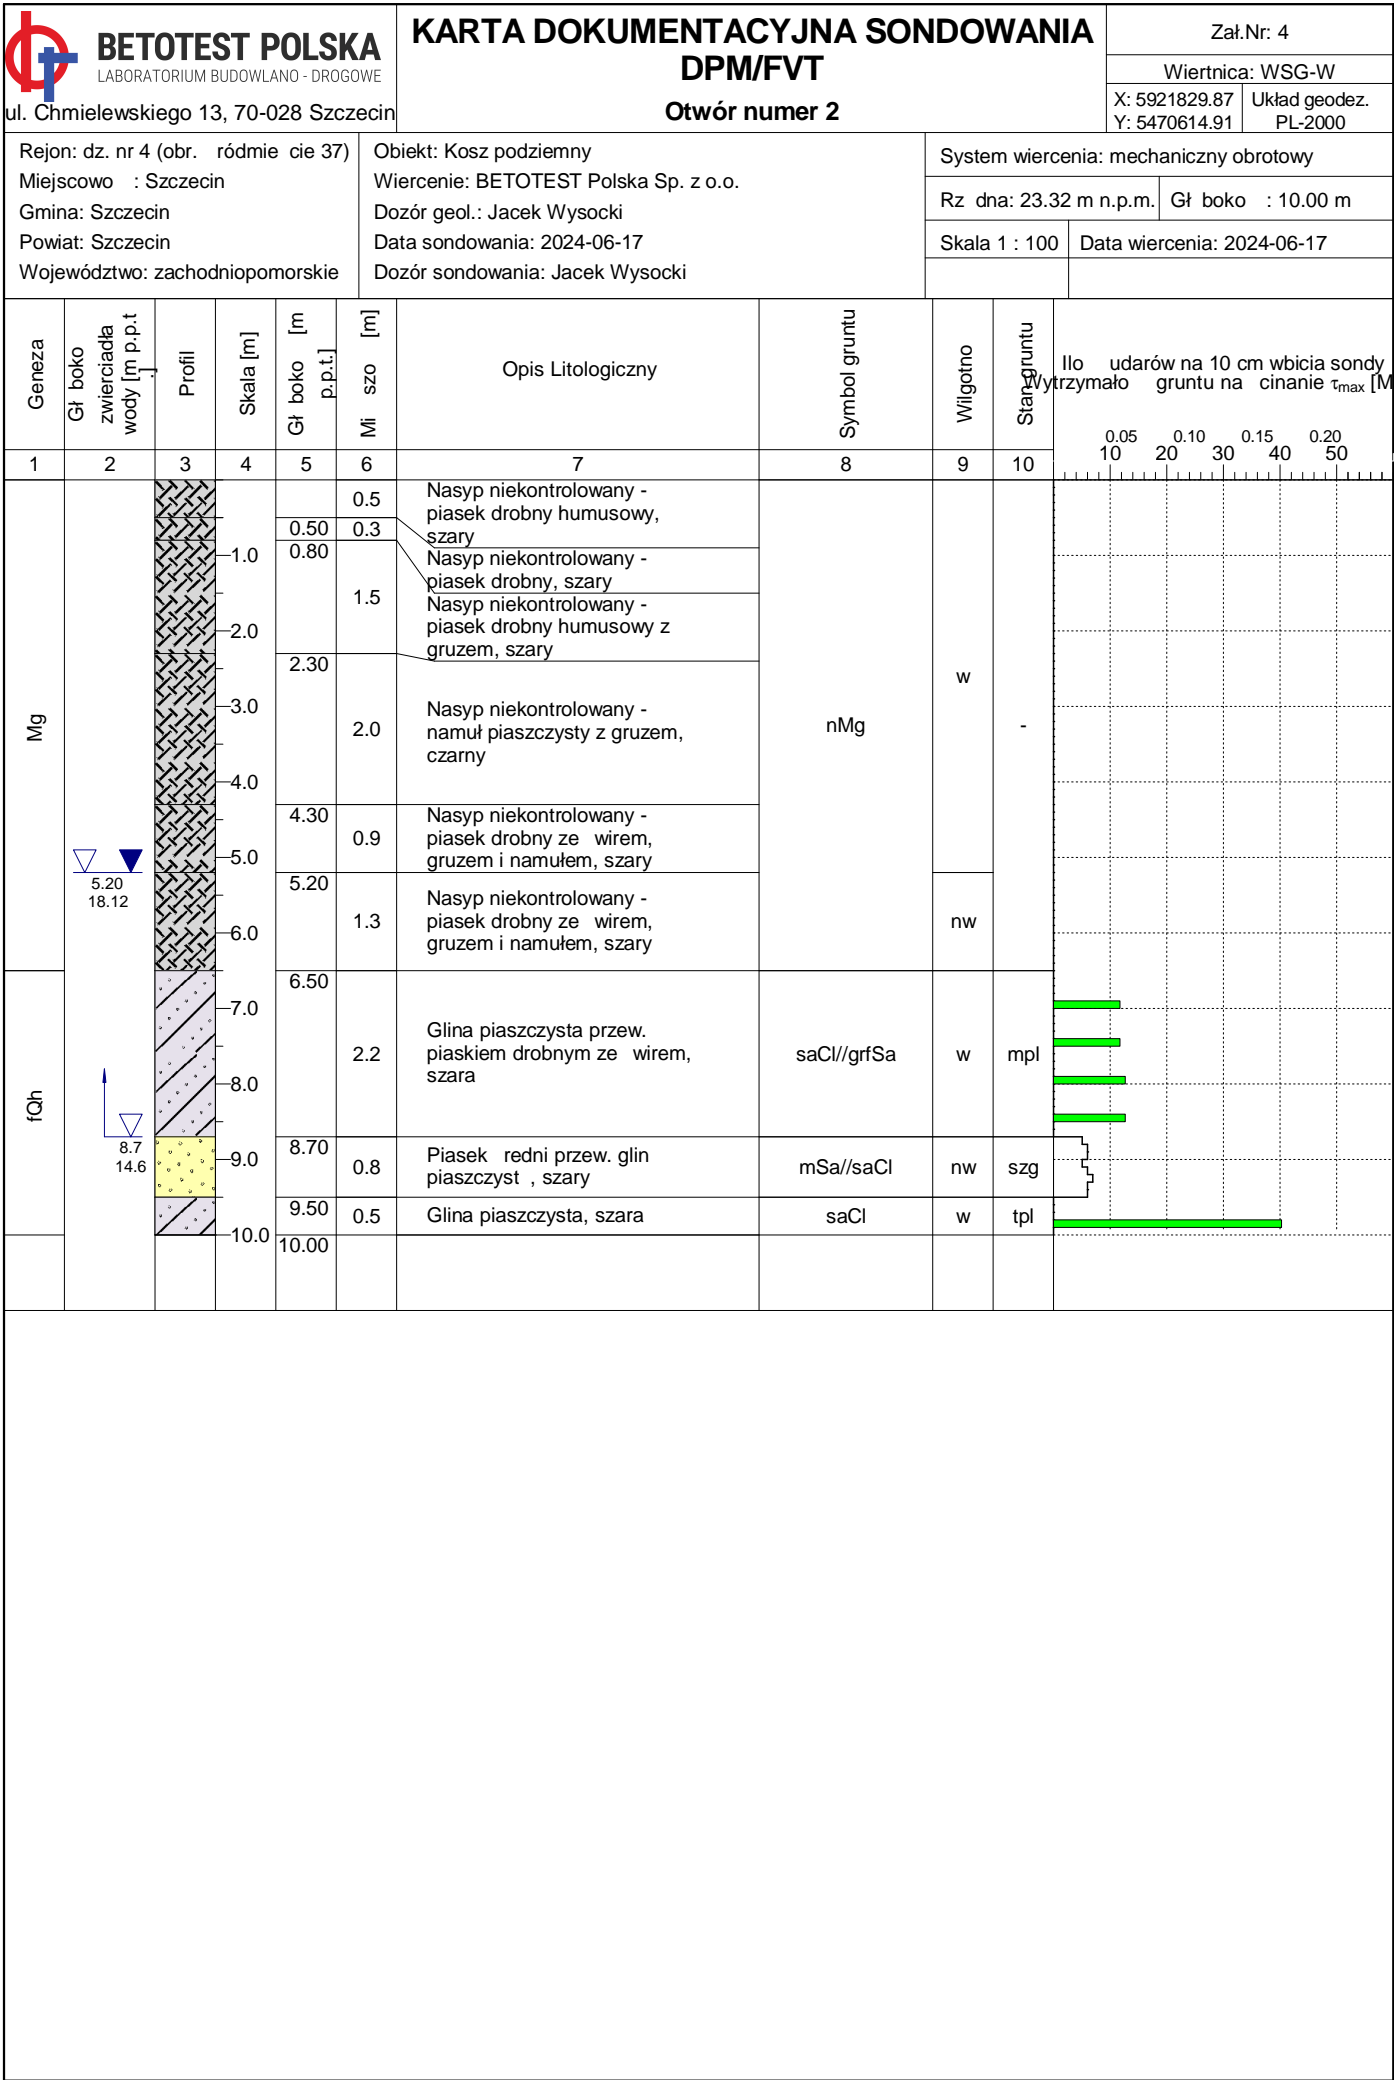 BETOTEST POLSKA
LABORATORIUM BUDOWLANO - DROGOWE
ul. Chmielewskiego 13, 70-028 Szczecin
KARTA DOKUMENTACYJNA SONDOWANIA
DPM/FVT
Otwór numer 2
Zał.Nr: 4
Wiertnica: WSG-W
X: 5921829.87
Y: 5470614.91
Układ geodez.
PL-2000
Rejon: dz. nr 4 (obr. ródmie cie 37)
Miejscowo : Szczecin
Gmina: Szczecin
Powiat: Szczecin
Województwo: zachodniopomorskie
Obiekt: Kosz podziemny
Wiercenie: BETOTEST Polska Sp. z o.o.
Dozór geol.: Jacek Wysocki
Data sondowania: 2024-06-17
Dozór sondowania: Jacek Wysocki
System wiercenia: mechaniczny obrotowy
Rz dna: 23.32 m n.p.m.
Gł boko : 10.00 m
Skala 1 : 100
Data wiercenia: 2024-06-17
Geneza
Gł boko
zwierciadła
wody [m p.p.t
.]
Profil
Skala [m]
Gł boko [m
p.p.t.]
Mi szo [m]
Opis Litologiczny
Symbol gruntu
Wilgotno
Stan gruntu
Ilo udarów na 10 cm wbicia sondy
Wytrzymało gruntu na cinanie τmax [M
0.05 0.10 0.15 0.20
10 20 30 40 50
1 2 3 4 5 6 7 8 9 10
Mg
fQh
5.20
18.12
8.7
14.6
1.0
2.0
3.0
4.0
5.0
6.0
7.0
8.0
9.0
10.0
0.50
0.80
2.30
4.30
5.20
6.50
8.70
9.50
10.00
0.5
0.3
1.5
2.0
0.9
1.3
2.2
0.8
0.5
Nasyp niekontrolowany -
piasek drobny humusowy,
szary
Nasyp niekontrolowany -
piasek drobny, szary
Nasyp niekontrolowany -
piasek drobny humusowy z
gruzem, szary
Nasyp niekontrolowany -
namuł piaszczysty z gruzem,
czarny
Nasyp niekontrolowany -
piasek drobny ze wirem,
gruzem i namułem, szary
Nasyp niekontrolowany -
piasek drobny ze wirem,
gruzem i namułem, szary
Glina piaszczysta przew.
piaskiem drobnym ze wirem,
szara
Piasek redni przew. glin
piaszczyst , szary
Glina piaszczysta, szara
nMg
saCl//grfSa
mSa//saCl
saCl
w
nw
w
nw
w
-
mpl
szg
tpl